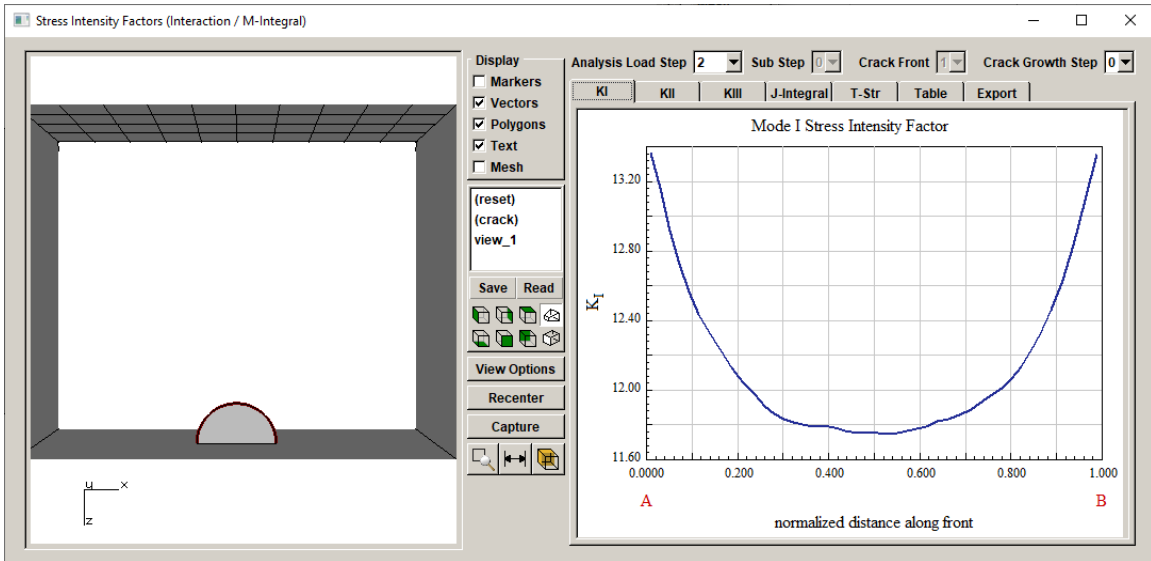 Stress Intensity Factors (Interaction / M-Integral)
Display
Markers
Vectors
Polygons
Text
Mesh
(reset)
(crack)
view_1
Save Read
View Options
Recenter
Capture
y x
z
Analysis Load Step 2 Sub Step 0 Crack Front 1 Crack Growth Step 0
KI KII KIII J-Integral T-Str Table Export
Mode I Stress Intensity Factor
13.20
12.80
12.40
12.00
11.60
KI
0.0000 0.200 0.400 0.600 0.800 1.000
A B
normalized distance along front